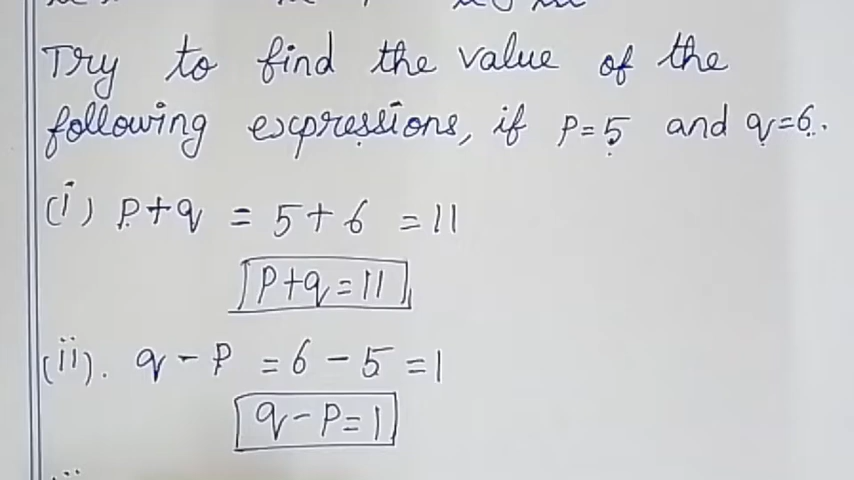 Try to find the value of the
following expressions, if p=5 and q=6.
(i) p+q = 5+6 =11
p+q=11
(ii). q-p =6-5=1
q-p=1